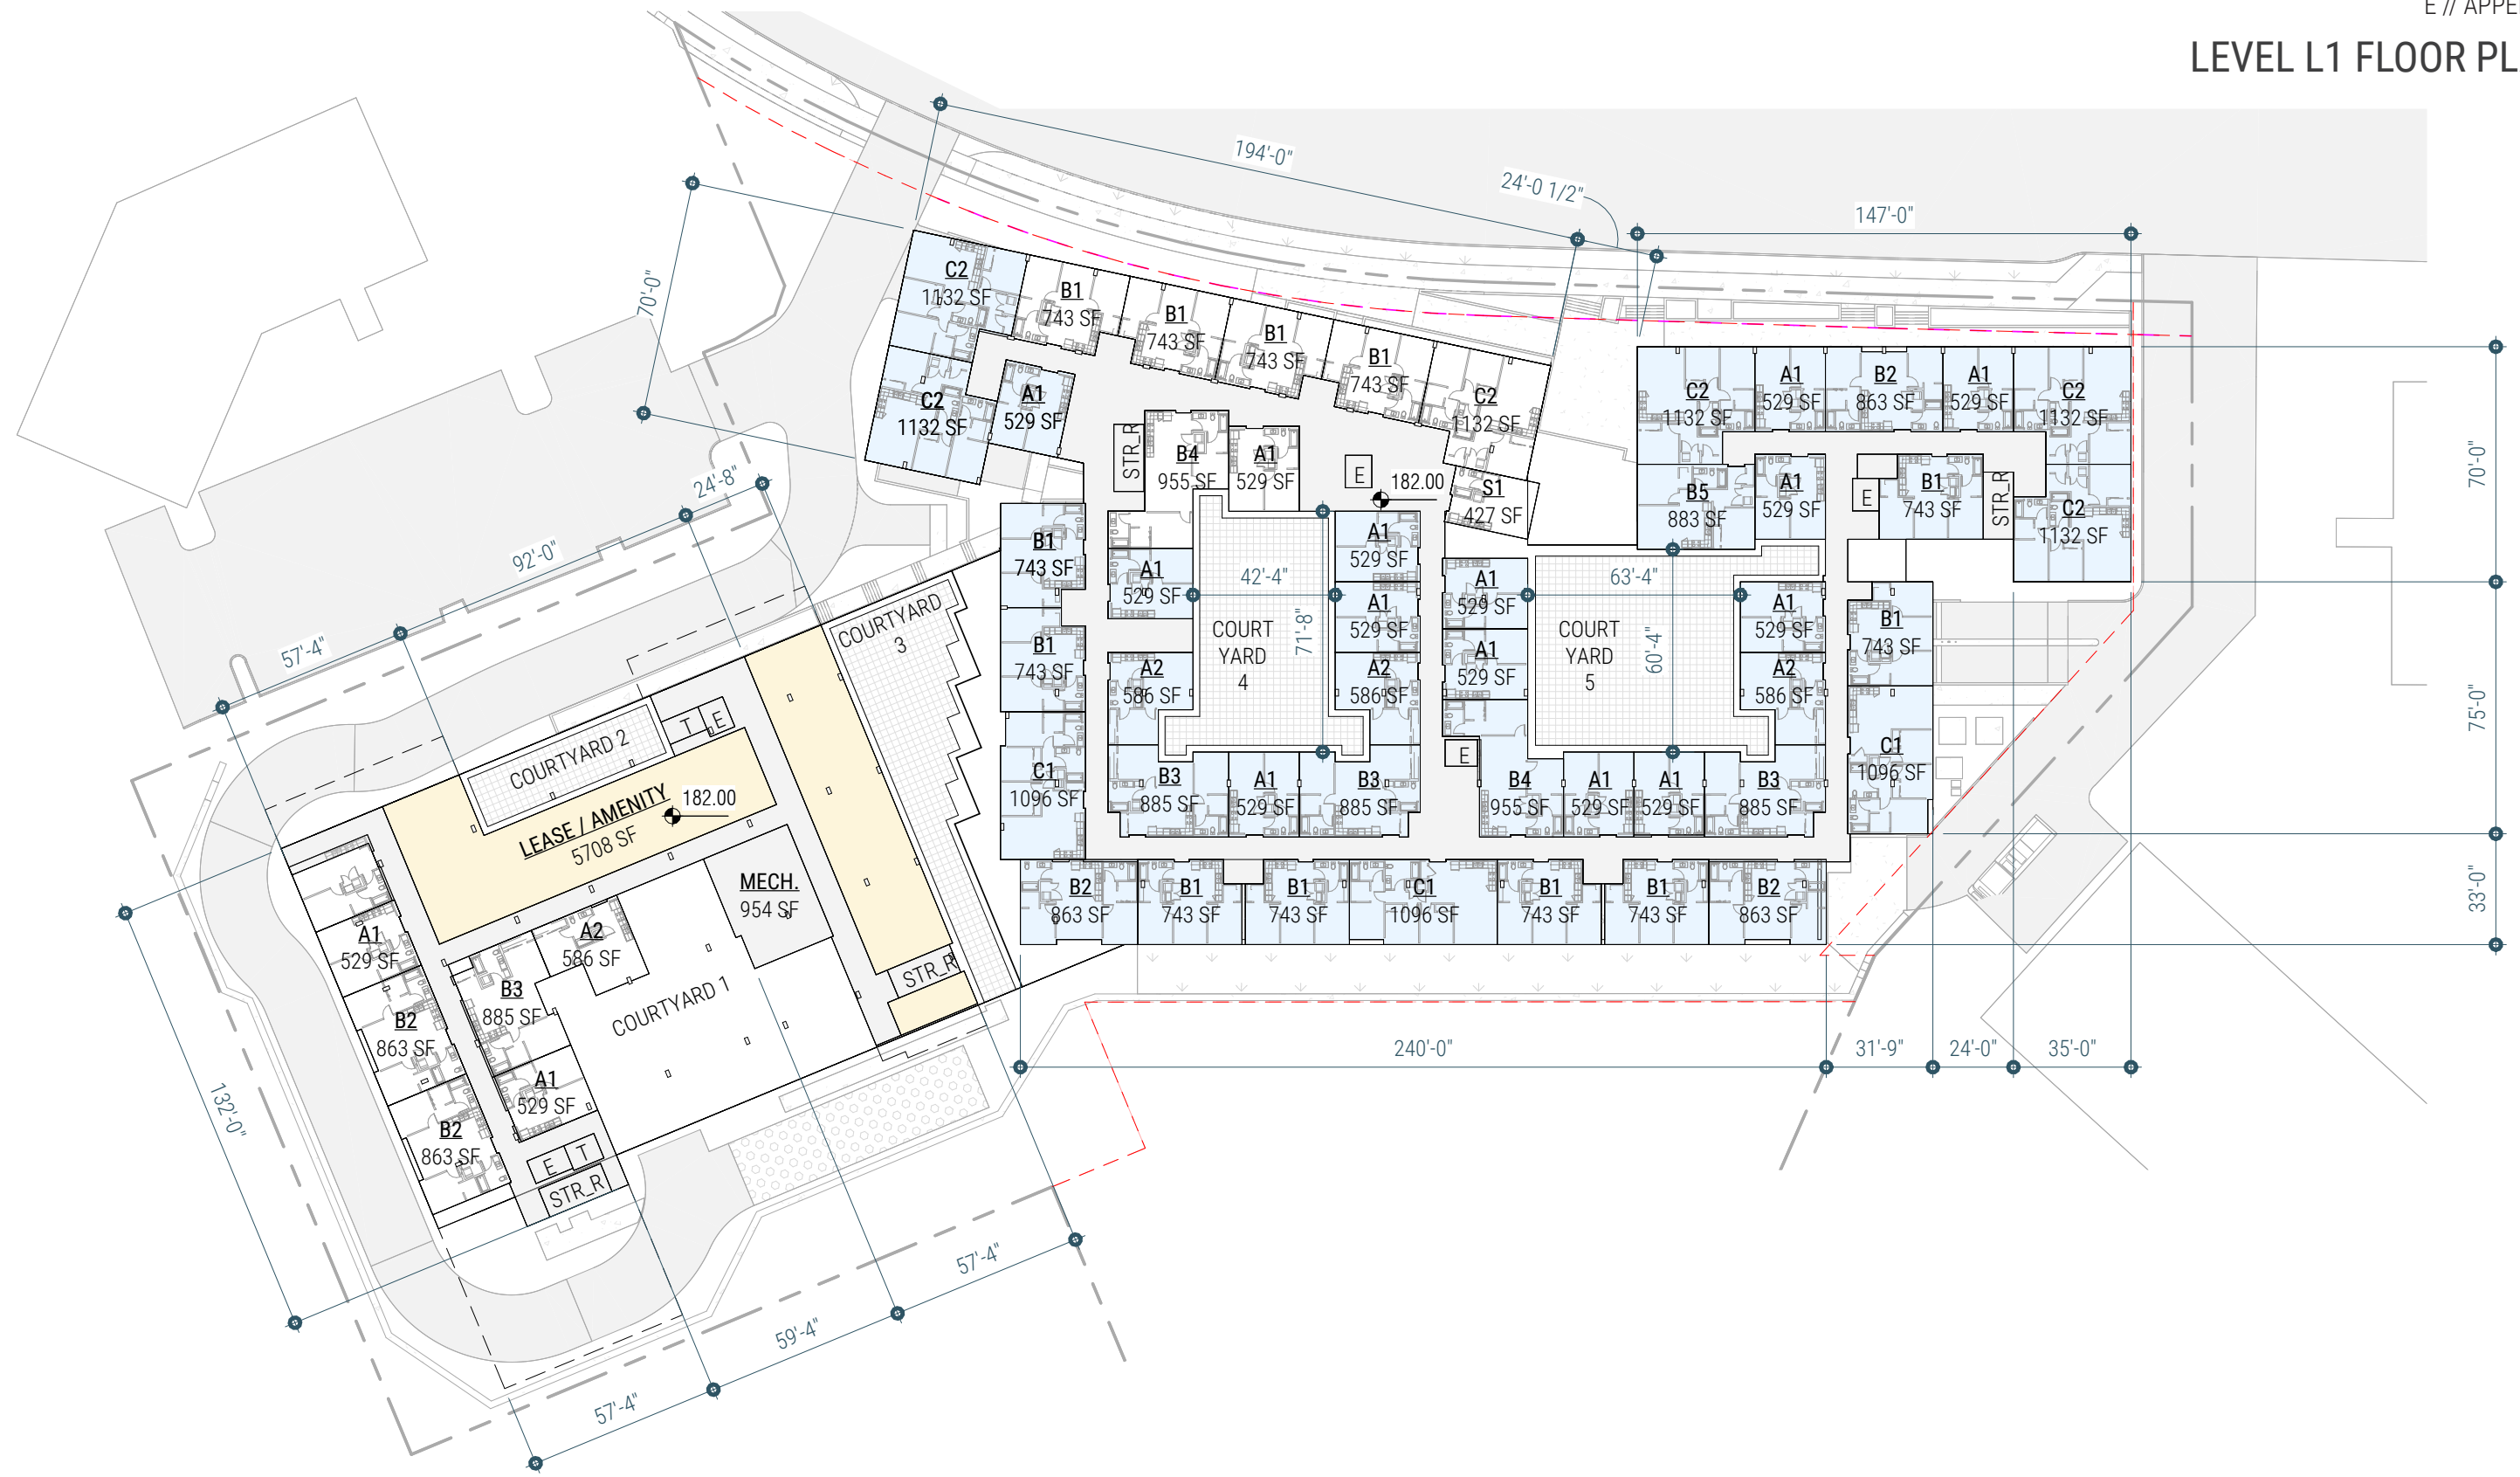 E // APPE
LEVEL L1 FLOOR PL
194'-0"
24'-0 1/2"
147'-0"
70'-0"
C2
1132 SF
B1
743 SF
B1
743 SF
B1
743 SF
B1
743 SF
C2
1132 SF
C2
1132 SF
A1
529 SF
STR_R
B4
955 SF
A1
529 SF
E
182.00
S1
427 SF
C2
1132 SF
A1
529 SF
B2
863 SF
A1
529 SF
C2
1132 SF
B5
883 SF
A1
529 SF
E
B1
743 SF
STR_R
C2
1132 SF
70'-0"
24'-8"
92'-0"
57'-4"
B1
743 SF
A1
529 SF
42'-4"
A1
529 SF
A1
529 SF
63'-4"
A1
529 SF
B1
743 SF
B1
743 SF
A2
586 SF
COURT
YARD
4
71'-8"
A1
529 SF
A2
586 SF
A1
529 SF
COURT
YARD
5
60'-4"
A2
586 SF
C1
1096 SF
75'-0"
C1
1096 SF
B3
885 SF
A1
529 SF
B3
885 SF
E
B4
955 SF
A1
529 SF
A1
529 SF
B3
885 SF
B2
863 SF
B1
743 SF
B1
743 SF
C1
1096 SF
B1
743 SF
B1
743 SF
B2
863 SF
33'-0"
COURTYARD
3
COURTYARD 2
T
E
LEASE / AMENITY
5708 SF
182.00
MECH.
954 SF
A1
529 SF
A2
586 SF
STR_R
B3
885 SF
COURTYARD 1
B2
863 SF
A1
529 SF
B2
863 SF
E
T
STR_R
132'-0"
240'-0"
31'-9"
24'-0"
35'-0"
57'-4"
59'-4"
57'-4"